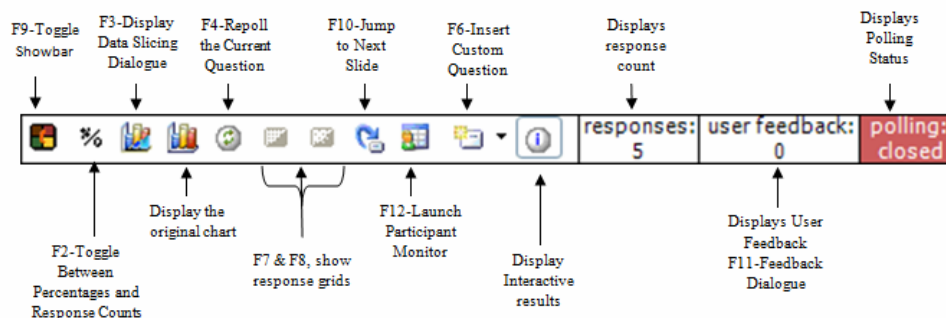 F9-Toggle
Showbar
F3-Display
Data Slicing
Dialogue
F4-Repoll
the Current
Question
F10-Jump
to Next
Slide
F6-Insert
Custom
Question
Displays
response
count
Displays
Polling
Status
responses:
5
user feedback:
0
polling:
closed
F2-Toggle
Between
Percentages and
Response Counts
Display the
original chart
F7 & F8, show
response grids
F12-Launch
Participant
Monitor
Display
Interactive
results
Displays User
Feedback
F11-Feedback
Dialogue